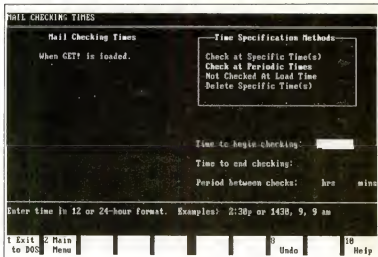 MAIL CHECKING TIMES
Mail Checking Times
When GET! is loaded.
Time Specification Methods
Check at Specific Time(s)
Check at Periodic Times
Not Checked At Load Time
Delete Specific Time(s)
Time to begin checking:
Time to end checking:
Period between checks: hrs mins
Enter time in 12 or 24-hour format. Examples> 2:30p or 1430, 9, 9 am
1 Exit to DOS 2 Main Menu 8 Undo 10 Help